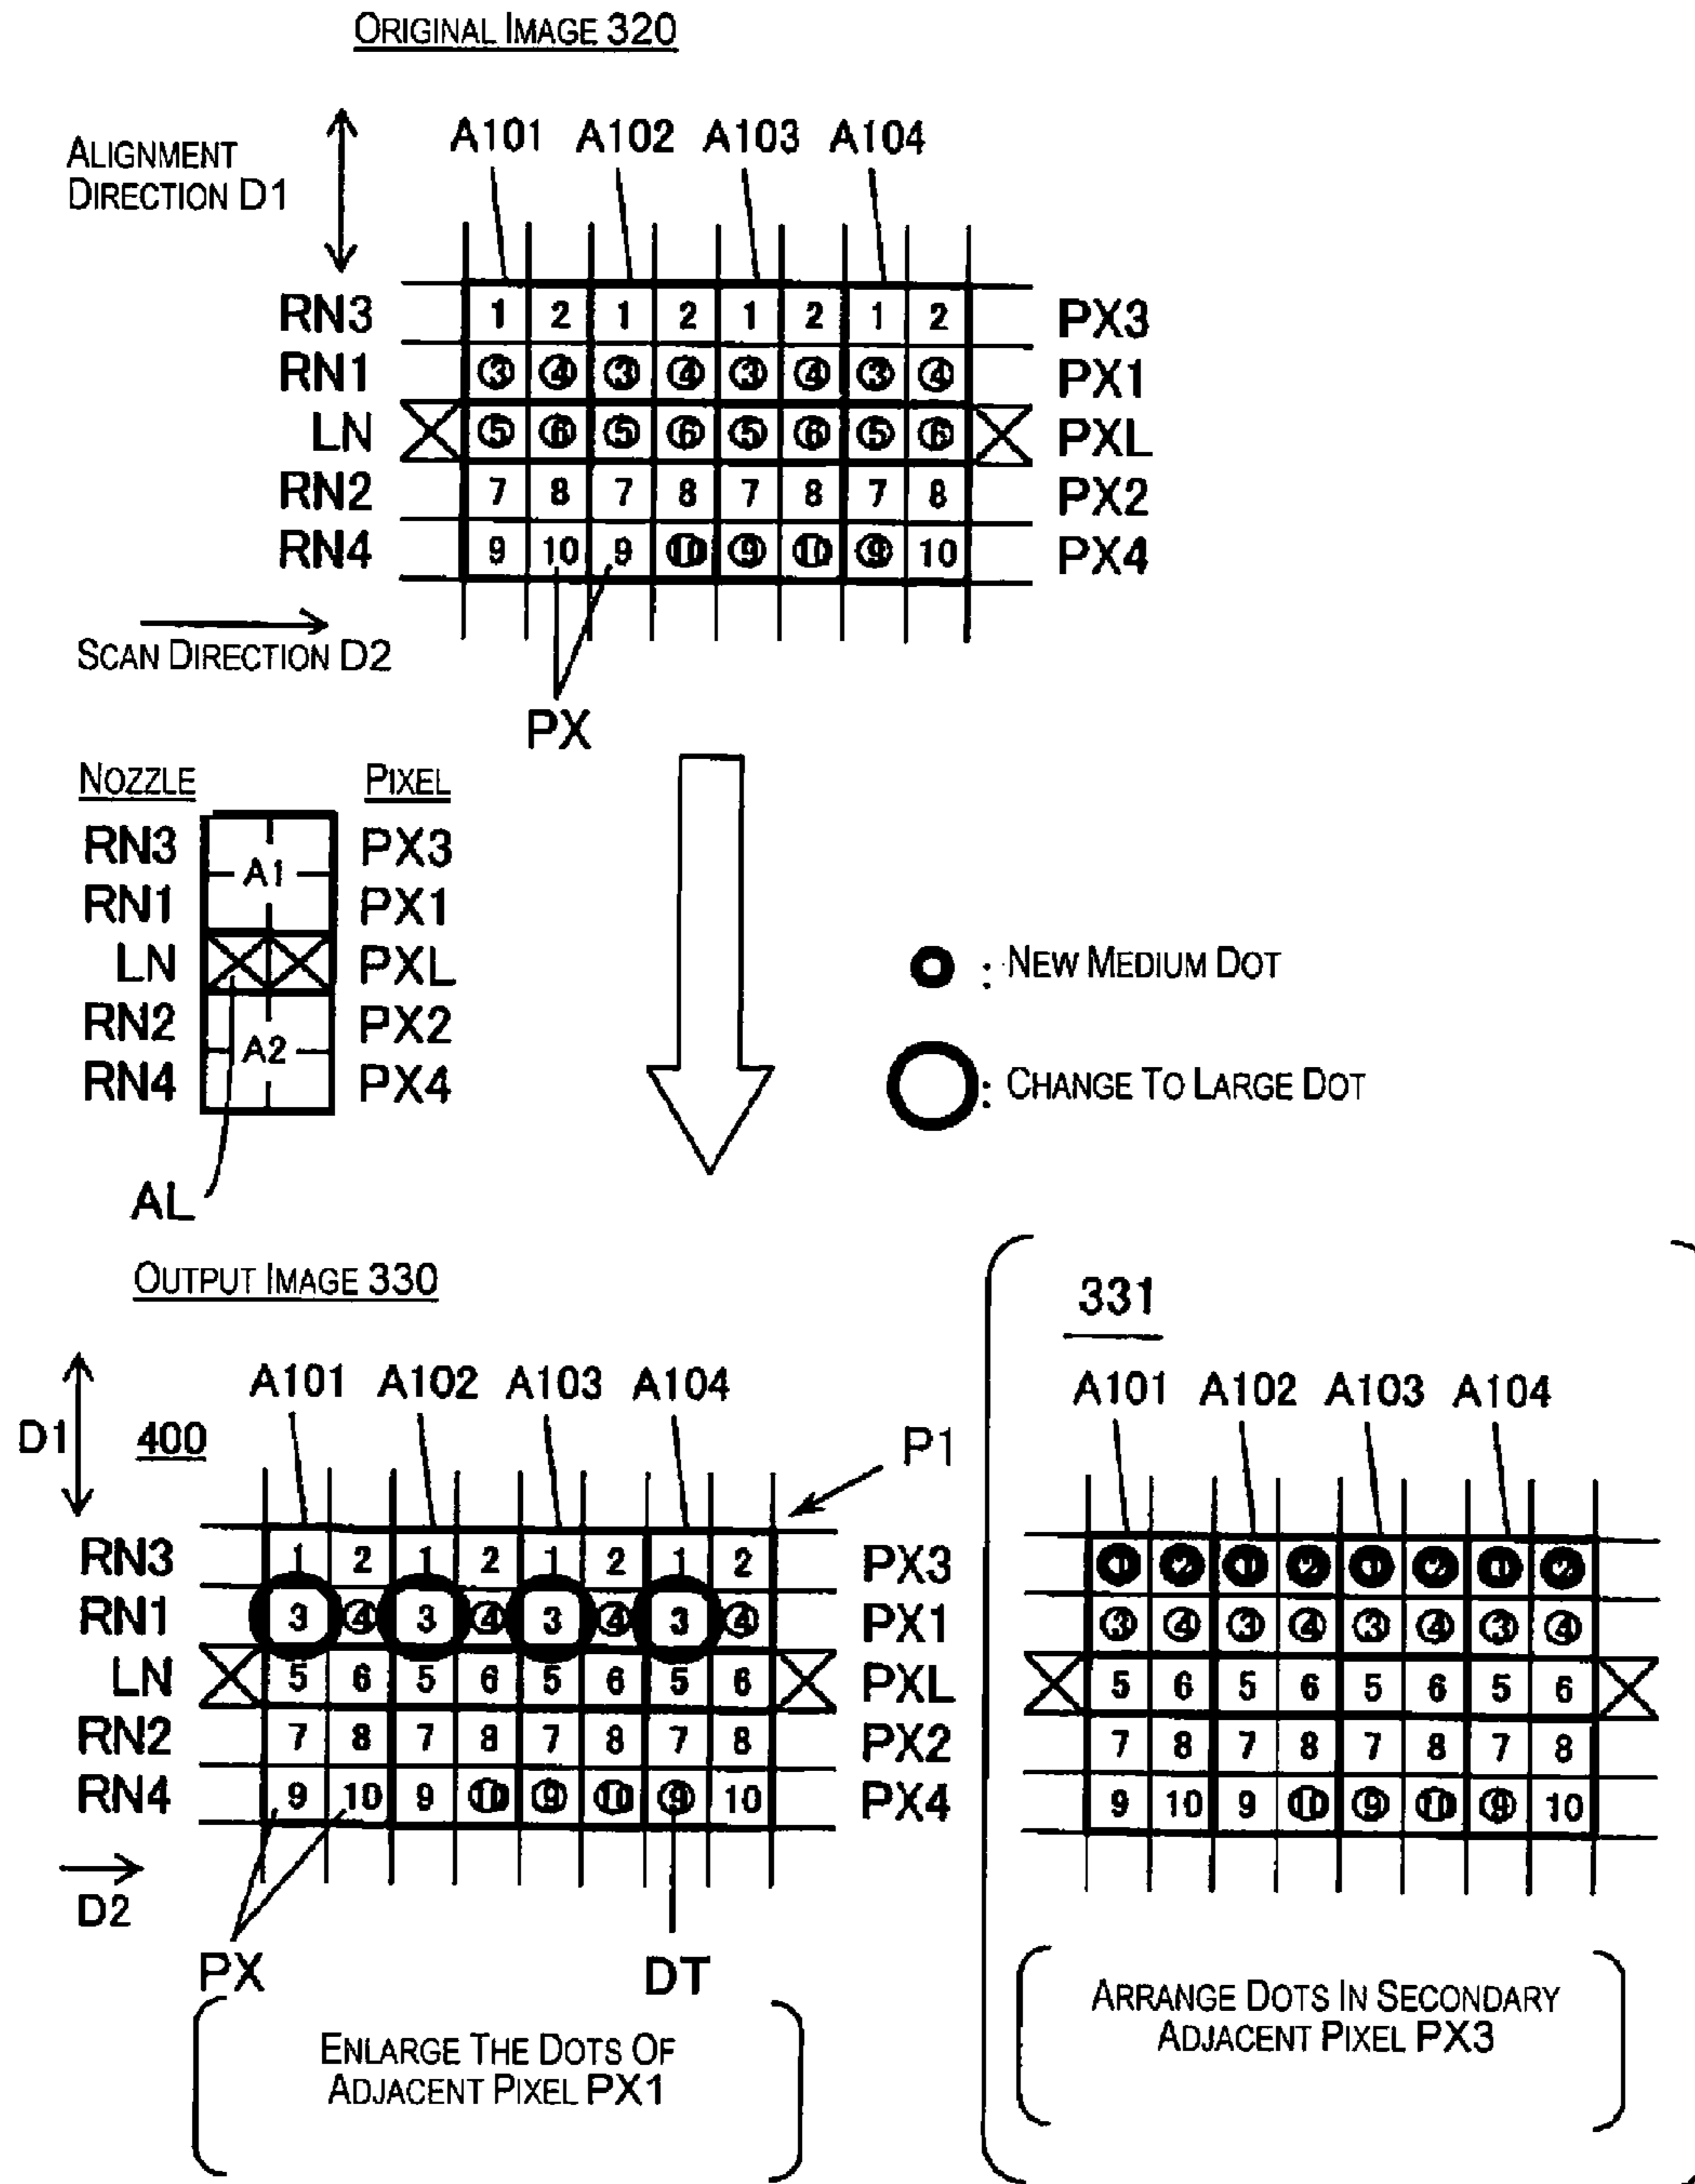 ORIGINAL IMAGE 320
ALIGNMENT
DIRECTION D1
A101 A102 A103 A104
RN3 1 2 1 2 1 2 1 2 PX3
RN1 ③ ④ ③ ④ ③ ④ ③ ④ PX1
LN ⑤ ⑥ ⑤ ⑥ ⑤ ⑥ ⑤ ⑥ PXL
RN2 7 8 7 8 7 8 7 8 PX2
RN4 9 10 9 ⑩ ⑨ ⑩ ⑨ 10 PX4
SCAN DIRECTION D2
PX
NOZZLE PIXEL
RN3 PX3
A1
RN1 PX1
LN PXL
RN2 PX2
A2
RN4 PX4
AL
: NEW MEDIUM DOT
: CHANGE TO LARGE DOT
OUTPUT IMAGE 330
D1 400
A101 A102 A103 A104
P1
RN3 1 2 1 2 1 2 1 2 PX3
RN1 3 ④ 3 ④ 3 ④ 3 ④ PX1
LN 5 6 5 6 5 6 5 6 PXL
RN2 7 8 7 8 7 8 7 8 PX2
RN4 9 10 9 ⑩ ⑨ ⑩ ⑨ 10 PX4
D2
PX
DT
ENLARGE THE DOTS OF
ADJACENT PIXEL PX1
331
A101 A102 A103 A104
① ② ① ② ① ② ① ②
③ ④ ③ ④ ③ ④ ③ ④
5 6 5 6 5 6 5 6
7 8 7 8 7 8 7 8
9 10 9 ⑩ ⑨ ⑩ ⑨ 10
ARRANGE DOTS IN SECONDARY
ADJACENT PIXEL PX3